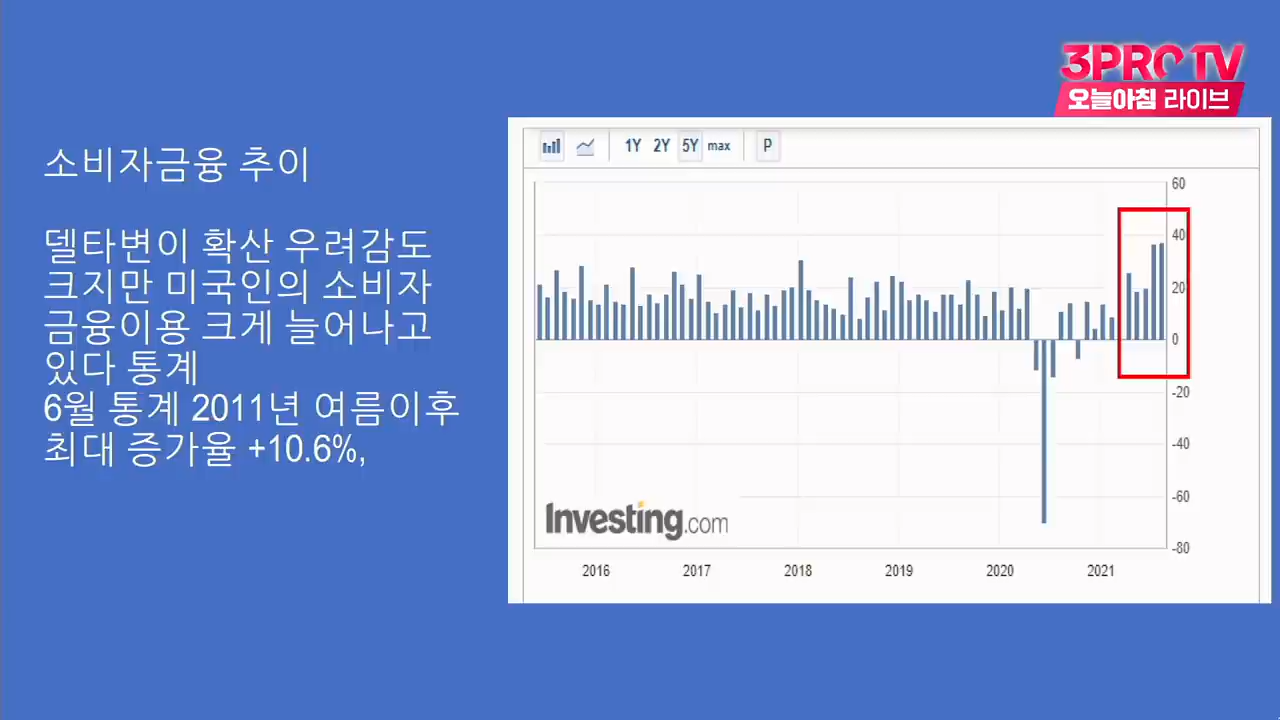 3PRO TV
오늘아침 라이브
소비자금융 추이
델타변이 확산 우려감도
크지만 미국인의 소비자
금융이용 크게 늘어나고
있다 통계
6월 통계 2011년 여름이후
최대 증가율 +10.6%,
1Y 2Y 5Y max P
60
40
20
0
-20
-40
-60
-80
Investing.com
2016 2017 2018 2019 2020 2021